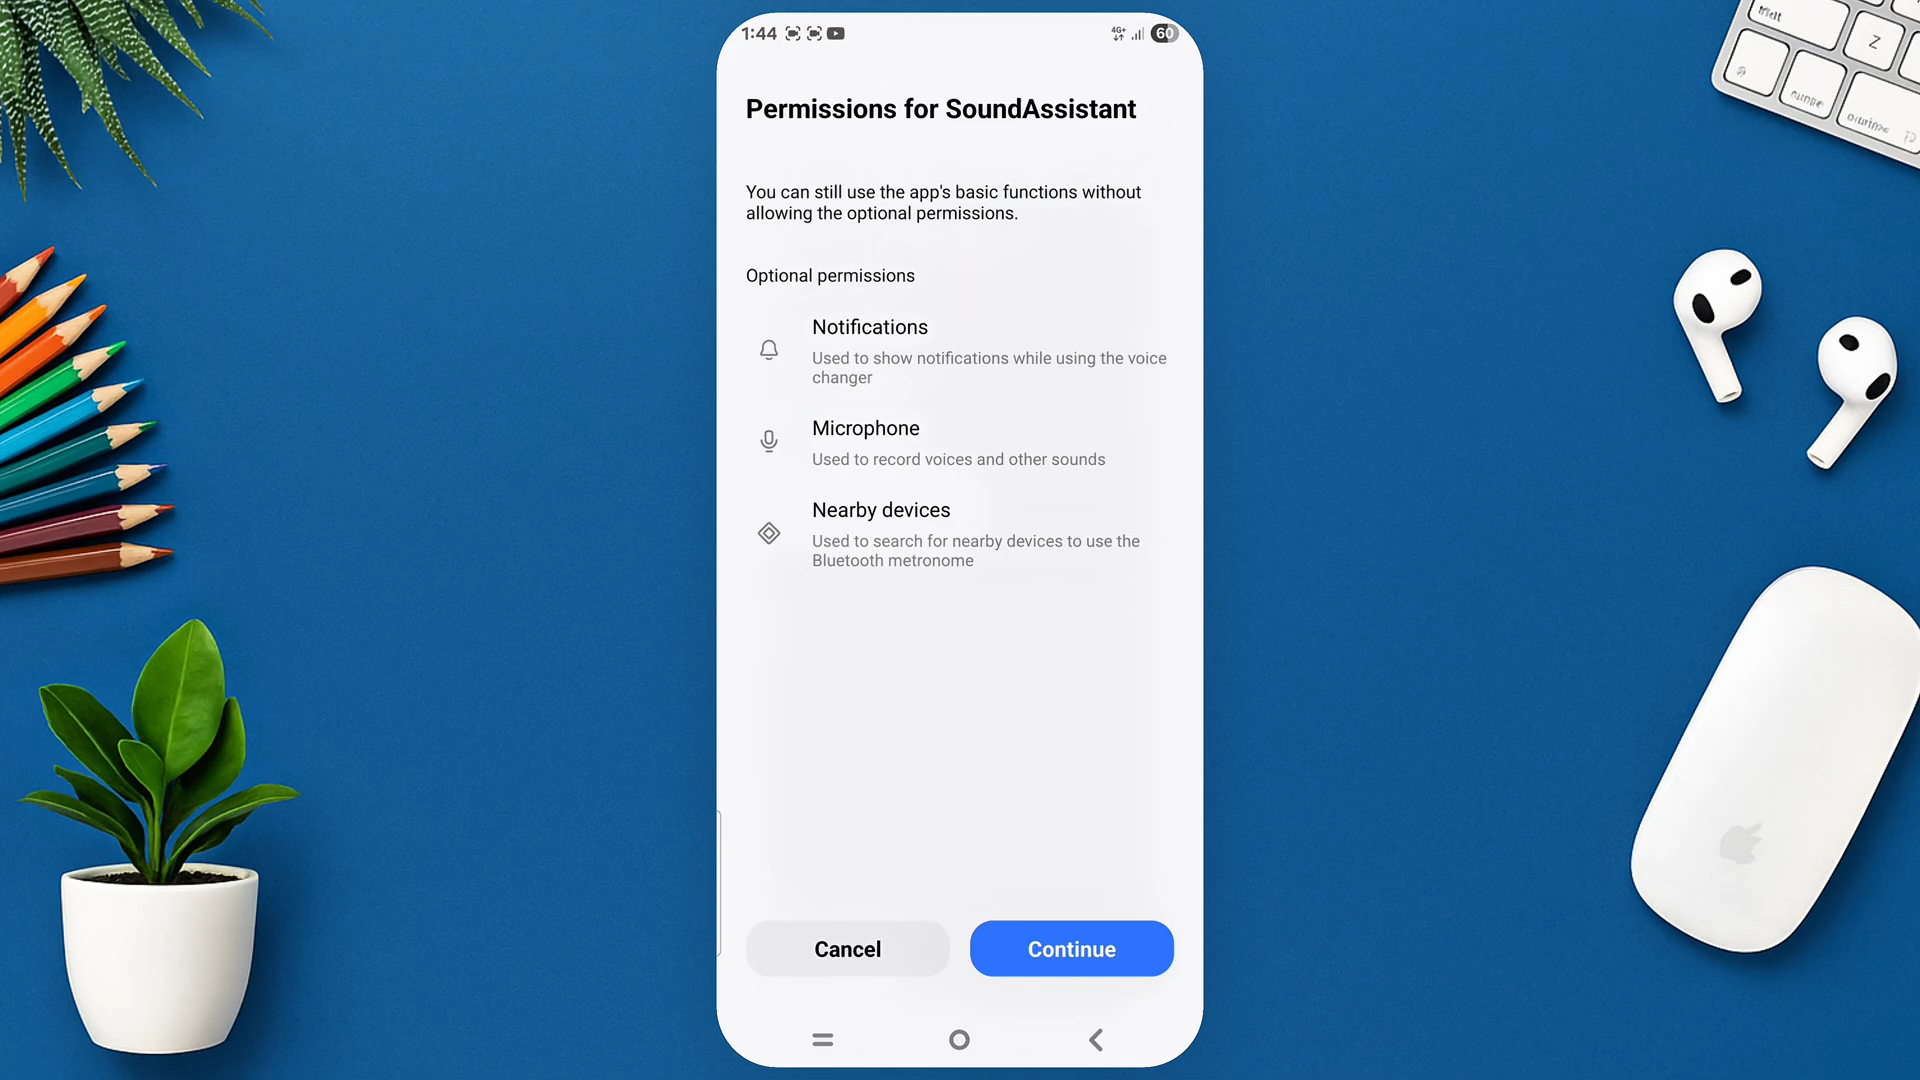 1:44
4G+
60
Permissions for SoundAssistant
You can still use the app's basic functions without
allowing the optional permissions.
Optional permissions
Notifications
Used to show notifications while using the voice
changer
Microphone
Used to record voices and other sounds
Nearby devices
Used to search for nearby devices to use the
Bluetooth metronome
Cancel
Continue
Z